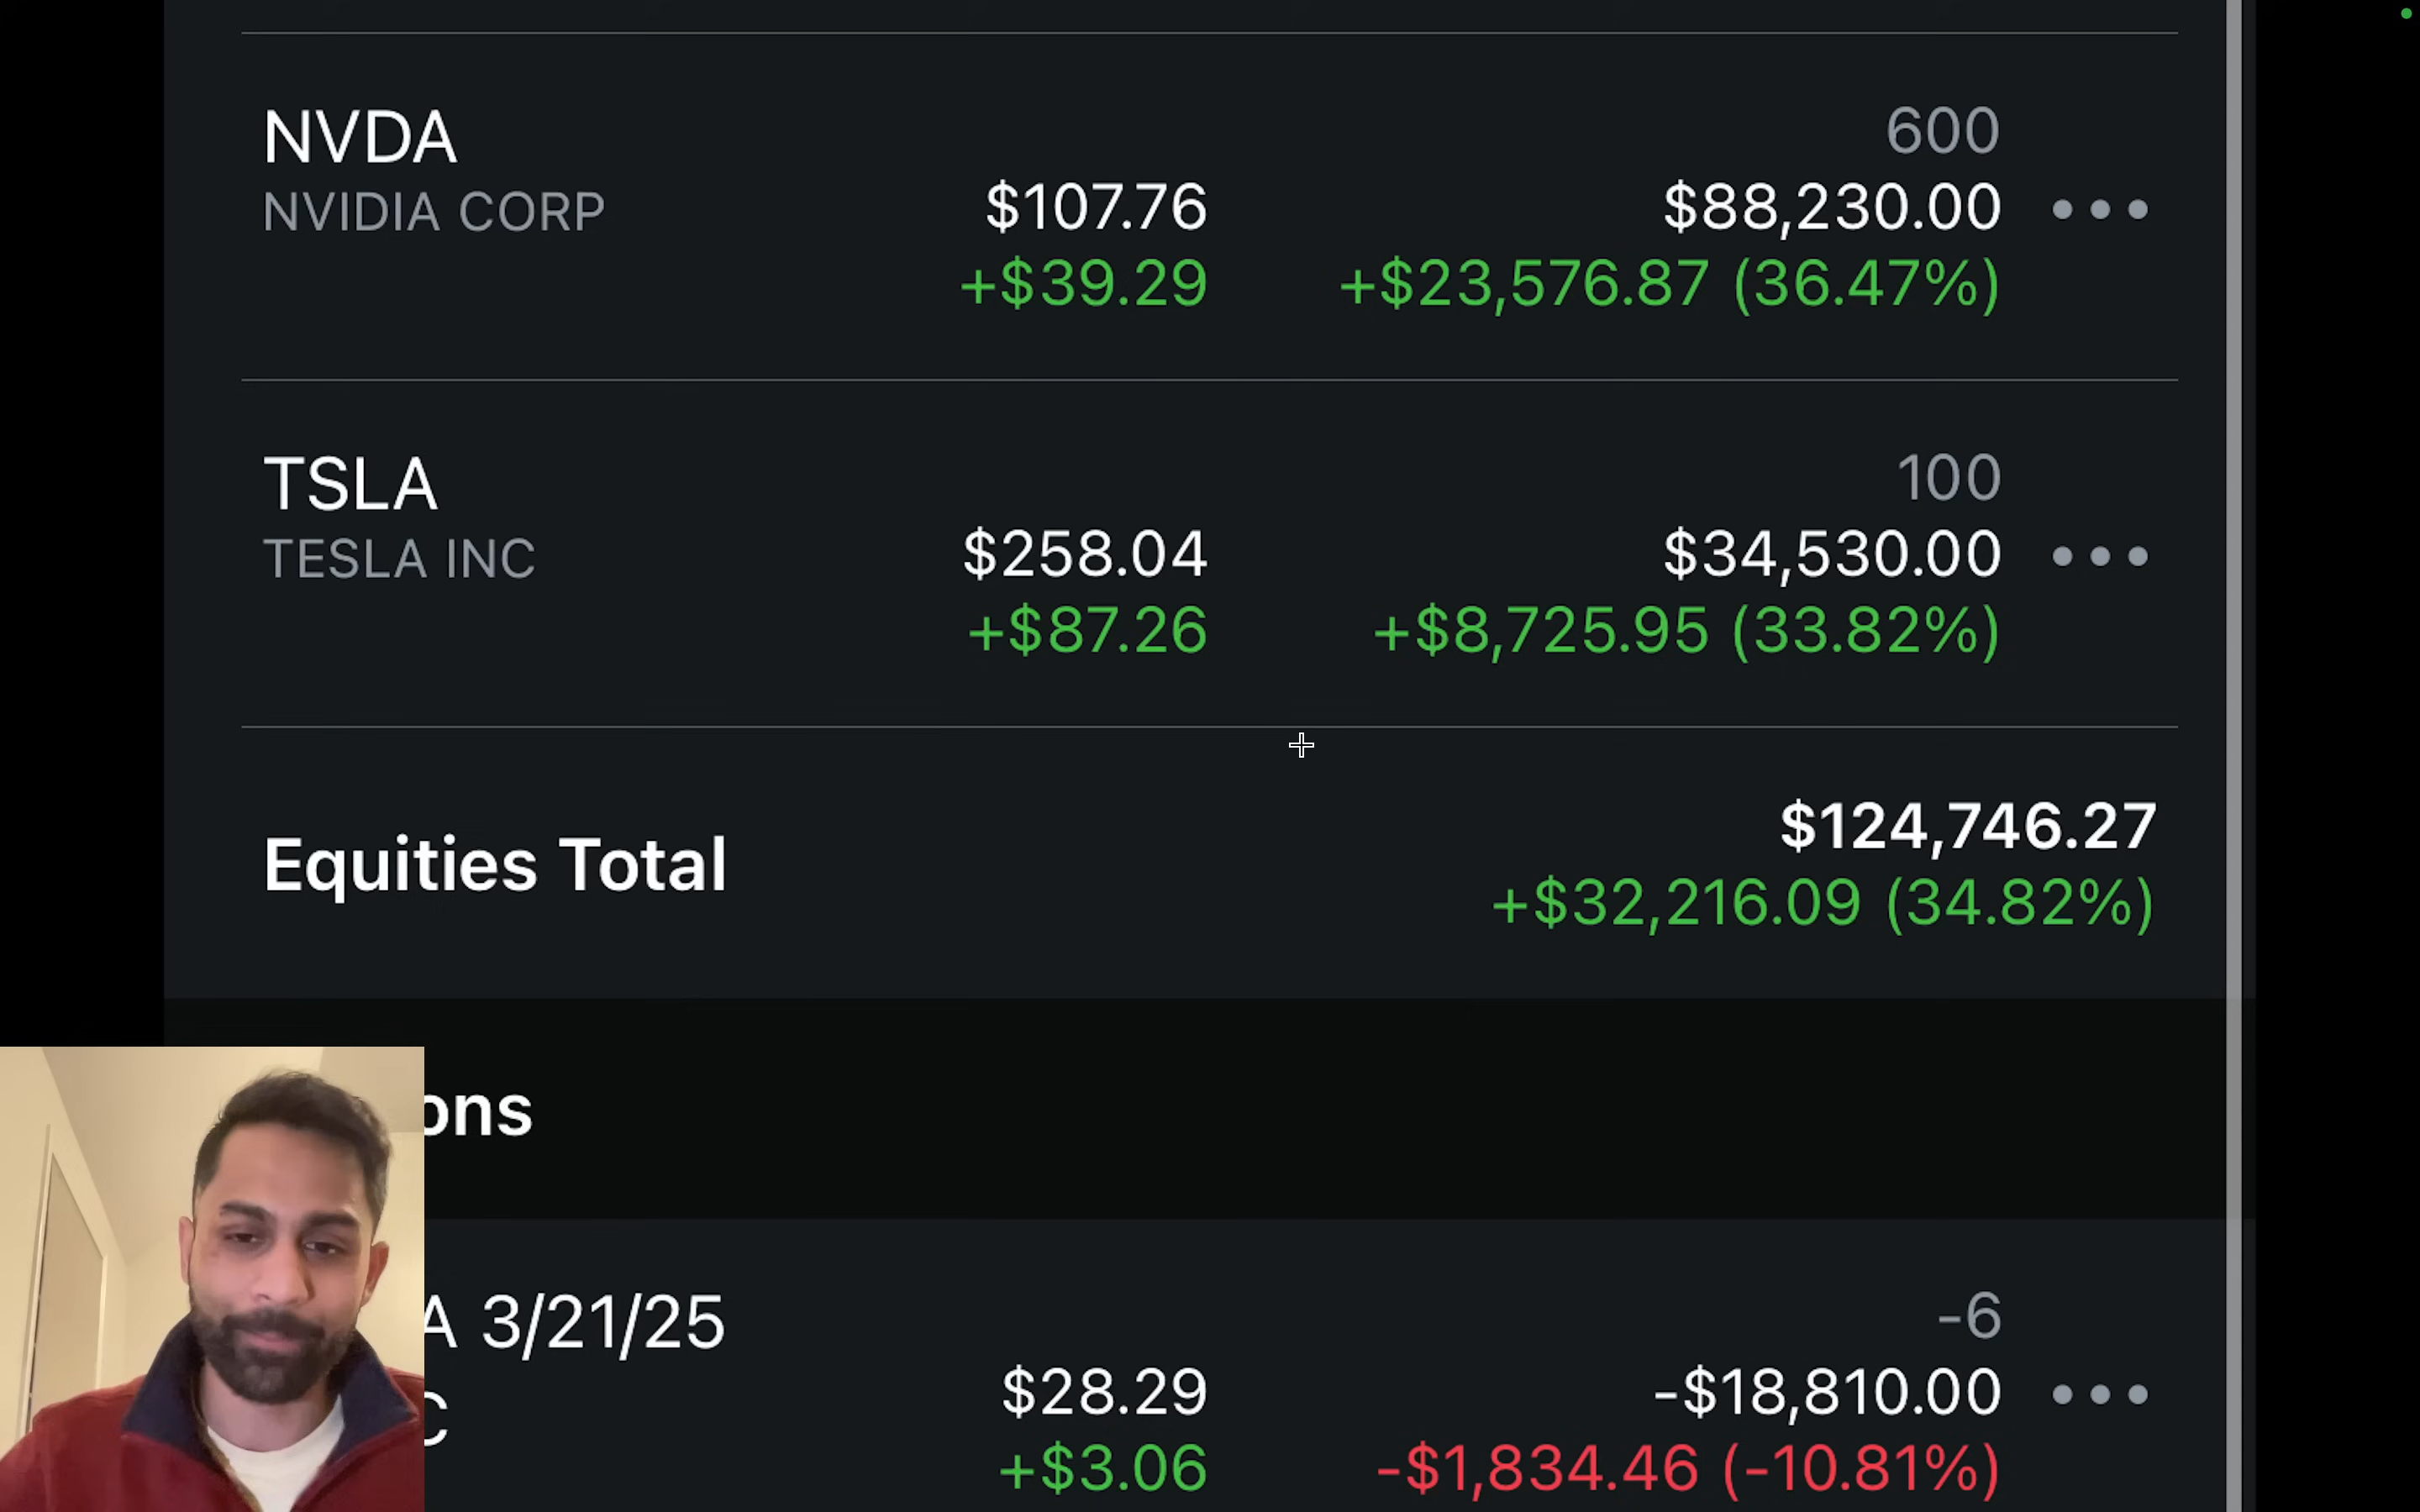 NVDA
600
NVIDIA CORP
$107.76
$88,230.00
+$39.29
+$23,576.87 (36.47%)
TSLA
100
TESLA INC
$258.04
$34,530.00
+$87.26
+$8,725.95 (33.82%)
Equities Total
$124,746.27
+$32,216.09 (34.82%)
ons
A 3/21/25
-6
C
$28.29
-$18,810.00
+$3.06
-$1,834.46 (-10.81%)